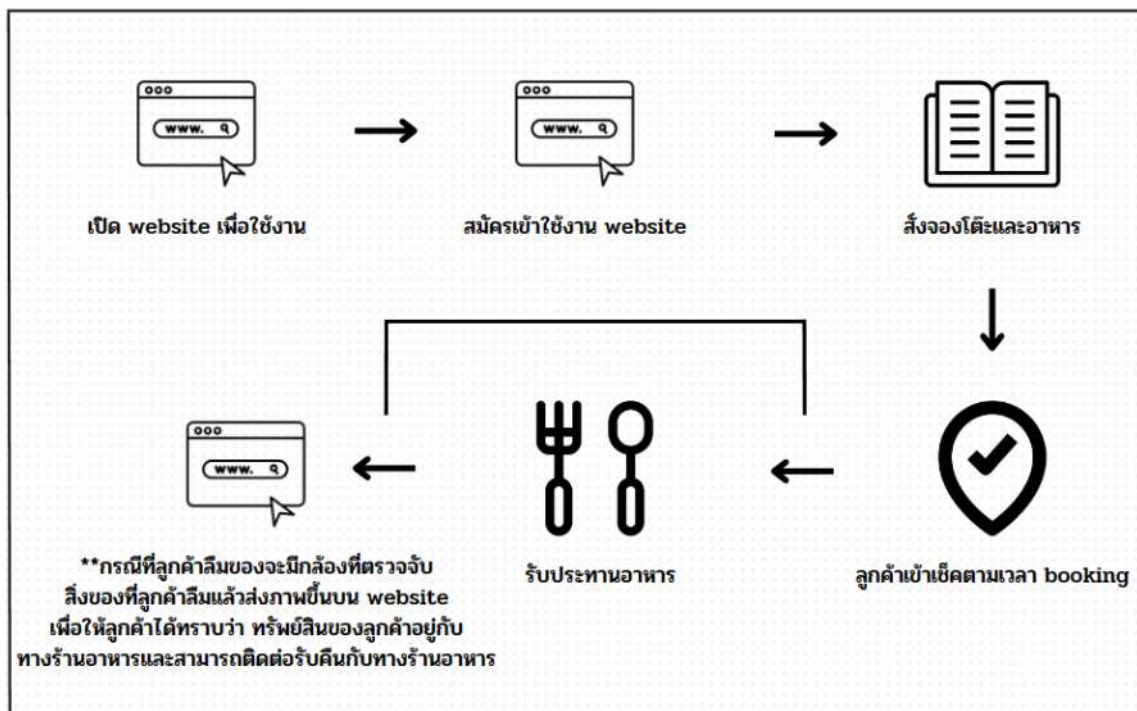 www.
www.
เปิด website เพื่อใช้งาน
สมัครเข้าใช้งาน website
สั่งจองโต๊ะและอาหาร
www.
**กรณีที่ลูกค้าลืมของจะมีกล้องที่ตรวจจับ
สิ่งของที่ลูกค้าลืมแล้วส่งภาพขึ้นบน website
เพื่อให้ลูกค้าได้ทราบว่า ทรัพย์สินของลูกค้าอยู่กับ
ทางร้านอาหารและสามารถติดต่อรับคืนกับทางร้านอาหาร
รับประทานอาหาร
ลูกค้าเข้าเช็คตามเวลา booking